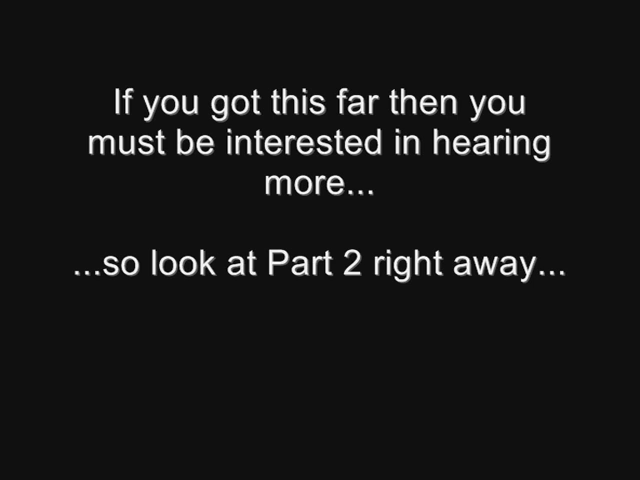 If you got this far then you
must be interested in hearing
more...
...so look at Part 2 right away...